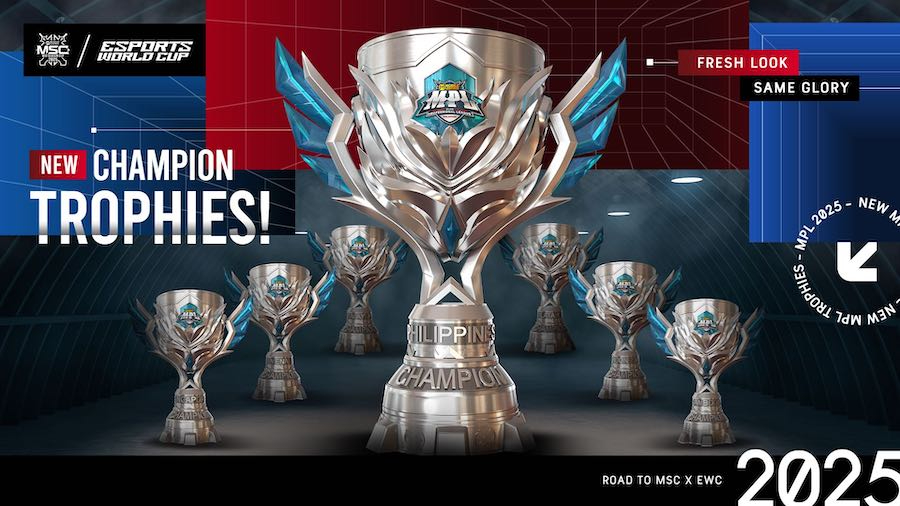 MSC
ESPORTS
WORLD CUP
FRESH LOOK
SAME GLORY
NEW CHAMPION
TROPHIES!
MPL
PHILIPPINES
CHAMPION
MPL 2025 - NEW M
NEW MPL TROPHIES -
ROAD TO MSC X EWC
2025